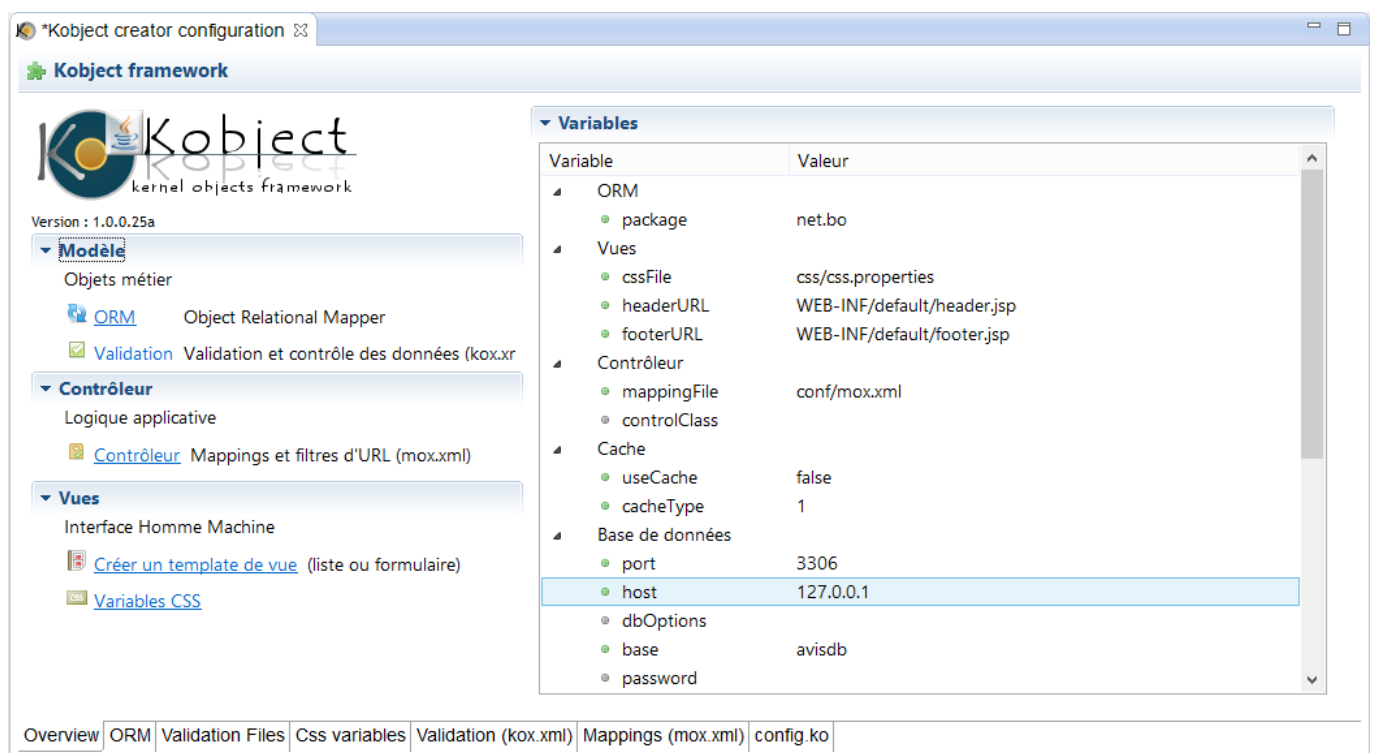 *Kobject creator configuration
Kobject framework
Kobject
kernel objects framework
Version : 1.0.0.25a
Modèle
Objets métier
ORM Object Relational Mapper
Validation Validation et contrôle des données (kox.xr
Contrôleur
Logique applicative
Contrôleur Mappings et filtres d'URL (mox.xml)
Vues
Interface Homme Machine
Créer un template de vue (liste ou formulaire)
Variables CSS
Variables
Variable Valeur
ORM
package net.bo
Vues
cssFile css/css.properties
headerURL WEB-INF/default/header.jsp
footerURL WEB-INF/default/footer.jsp
Contrôleur
mappingFile conf/mox.xml
controlClass
Cache
useCache false
cacheType 1
Base de données
port 3306
host 127.0.0.1
dbOptions
base avisdb
password
Overview ORM Validation Files Css variables Validation (kox.xml) Mappings (mox.xml) config.ko